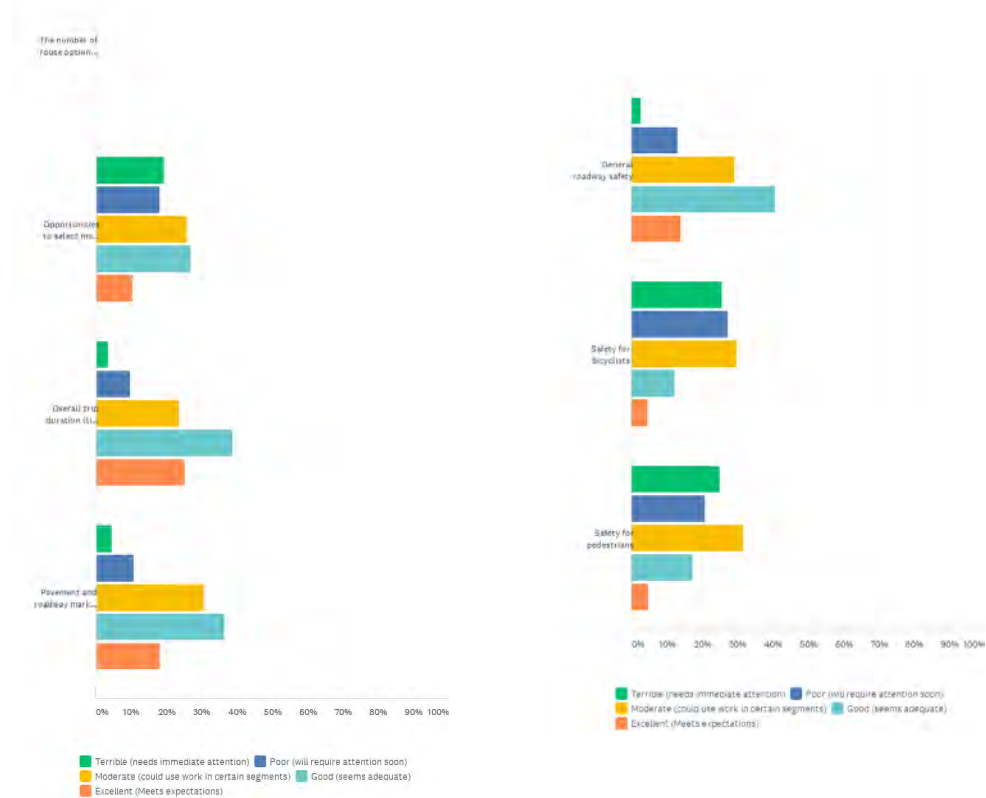 The number of
route option...
Opportunities
to select mo...
Overall trip
duration (ti...
Pavement and
roadway mark...
0% 10% 20% 30% 40% 50% 60% 70% 80% 90% 100%
Terrible (needs immediate attention) Poor (will require attention soon)
Moderate (could use work in certain segments) Good (seems adequate)
Excellent (Meets expectations)
General
roadway safety
Safety for
bicyclists
Safety for
pedestrians
0% 10% 20% 30% 40% 50% 60% 70% 80% 90% 100%
Terrible (needs immediate attention) Poor (will require attention soon)
Moderate (could use work in certain segments) Good (seems adequate)
Excellent (Meets expectations)